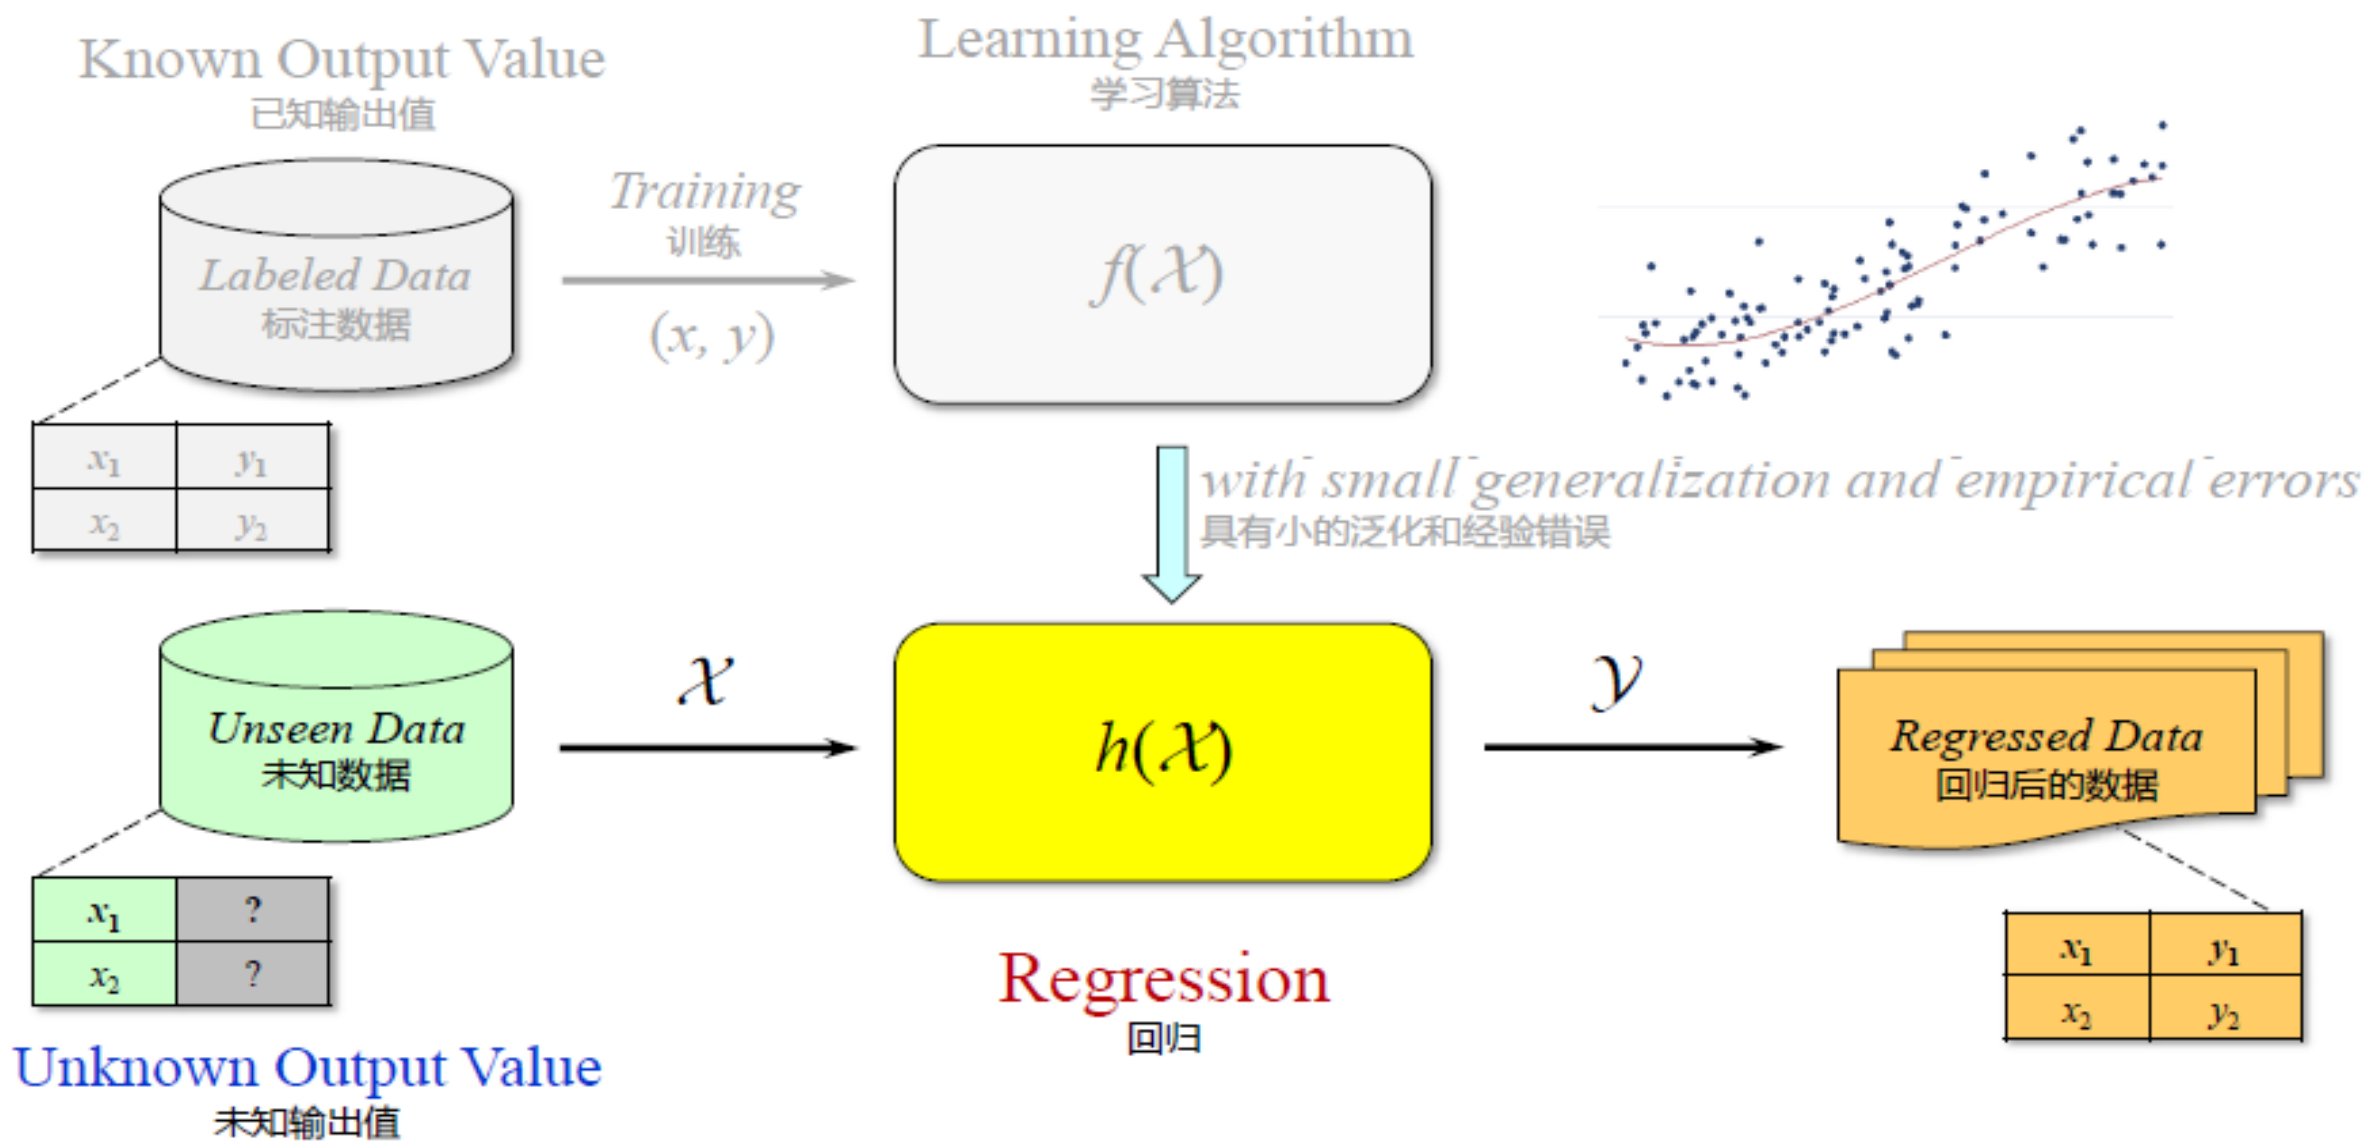 Known Output Value
已知输出值
Learning Algorithm
学习算法
Labeled Data
标注数据
Training
训练
(x, y)
f(𝒳)
x₁ y₁
x₂ y₂
with small generalization and empirical errors
具有小的泛化和经验错误
Unseen Data
未知数据
𝒳
h(𝒳)
𝒴
Regressed Data
回归后的数据
x₁ ?
x₂ ?
Regression
回归
x₁ y₁
x₂ y₂
Unknown Output Value
未知输出值